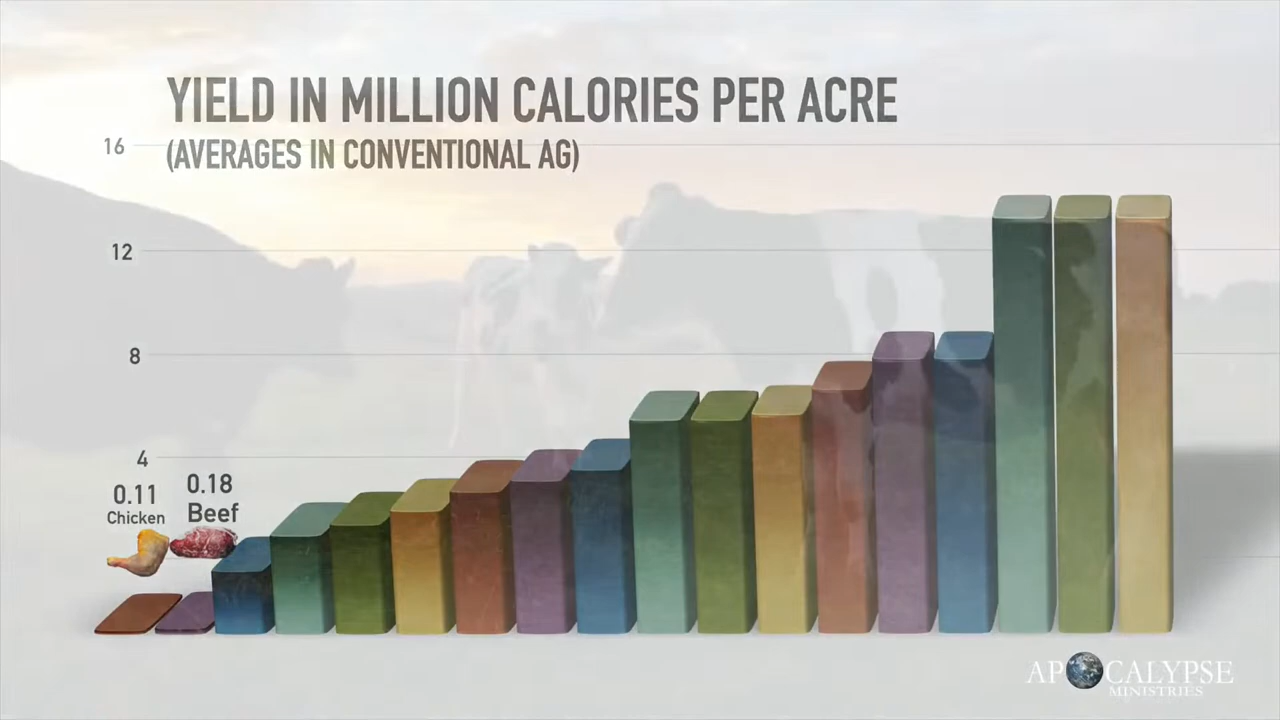 YIELD IN MILLION CALORIES PER ACRE
(AVERAGES IN CONVENTIONAL AG)
16
12
8
4
0.11
Chicken
0.18
Beef
APOCALYPSE
MINISTRIES